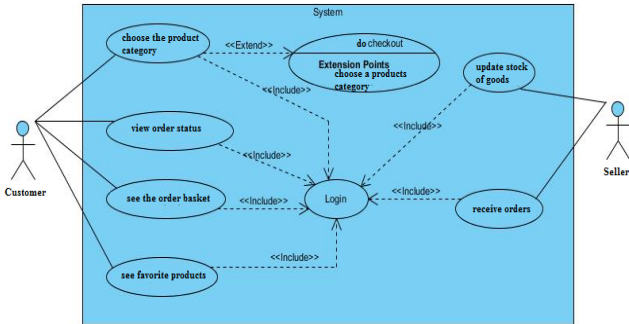 System
choose the product
category
<<Extend>>
do checkout
Extension Points
choose a products
category
update stock
of goods
<<Include>>
<<Include>>
view order status
<<Include>>
Customer
Seller
see the order basket
<<Include>>
Login
<<Include>>
receive orders
<<Include>>
see favorite products